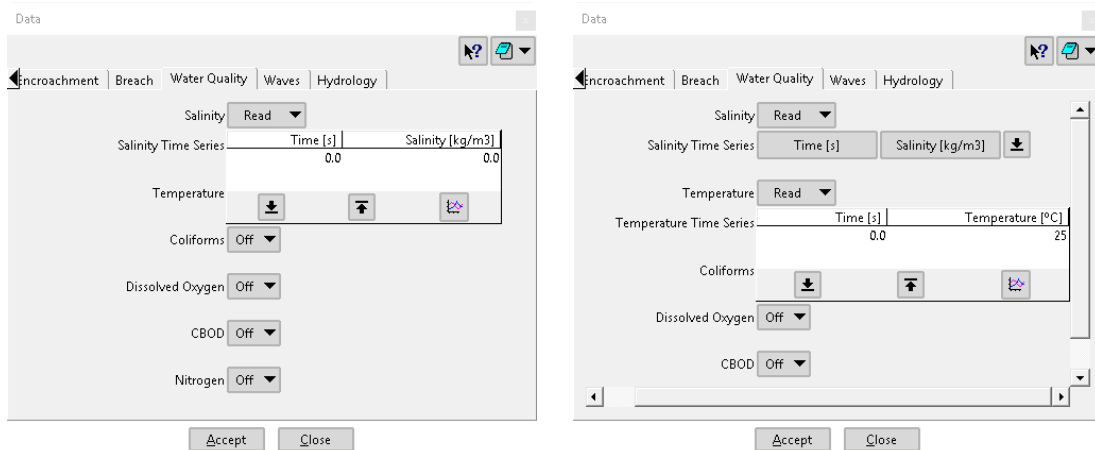 Data
Encroachment Breach Water Quality Waves Hydrology
Salinity Read
Salinity Time Series Time [s] Salinity [kg/m3]
0.0 0.0
Temperature
Coliforms Off
Dissolved Oxygen Off
CBOD Off
Nitrogen Off
Accept Close
Data
Encroachment Breach Water Quality Waves Hydrology
Salinity Read
Salinity Time Series Time [s] Salinity [kg/m3]
Temperature Read
Temperature Time Series Time [s] Temperature [ºC]
0.0 25
Coliforms
Dissolved Oxygen Off
CBOD Off
Accept Close